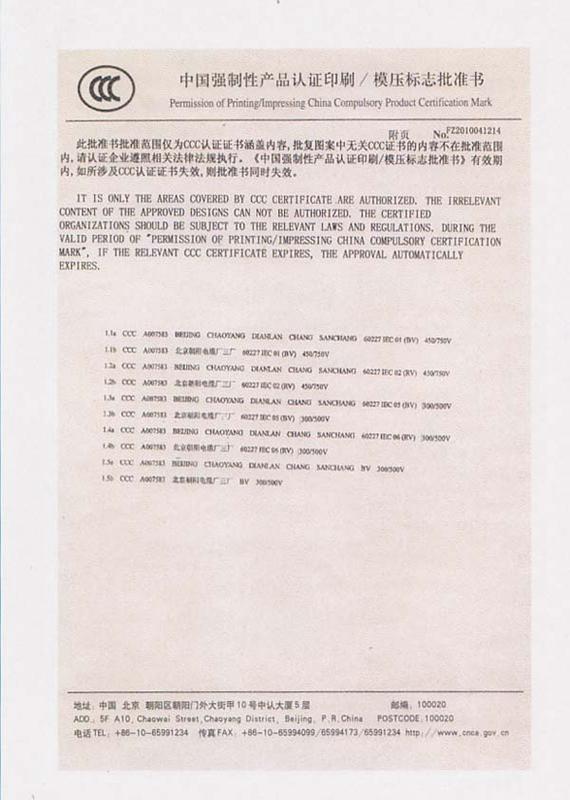 CCC
中国强制性产品认证印刷/模压标志批准书
Permission of Printing/Impressing China Compulsory Product Certification Mark
附页 No.FZ2010041214
此批准书批准范围仅为CCC认证证书涵盖内容,批复图案中无关CCC证书的内容不在批准范围
内,请认证企业遵照相关法律法规执行。《中国强制性产品认证印刷/模压标志批准书》有效期
内,如所涉及CCC认证证书失效,则批准书同时失效。
IT IS ONLY THE AREAS COVERED BY CCC CERTIFICATE ARE AUTHORIZED. THE IRRELEVANT
CONTENT OF THE APPROVED DESIGNS CAN NOT BE AUTHORIZED. THE CERTIFIED
ORGANIZATIONS SHOULD BE SUBJECT TO THE RELEVANT LAWS AND REGULATIONS. DURING THE
VALID PERIOD OF "PERMISSION OF PRINTING/IMPRESSING CHINA COMPULSORY CERTIFICATION
MARK", IF THE RELEVANT CCC CERTIFICATE EXPIRES, THE APPROVAL AUTOMATICALLY
EXPIRES.
1.1a CCC A007583 BEIJING CHAOYANG DIANLAN CHANG SANCHANG 60227 IEC 01 (BV) 450/750V
1.1b CCC A007583 北京朝阳电缆厂三厂 60227 IEC 01 (BV) 450/750V
1.2a CCC A007583 BEIJING CHAOYANG DIANLAN CHANG SANCHANG 60227 IEC 02 (RV) 450/750V
1.2b CCC A007583 北京朝阳电缆厂三厂 60227 IEC 02 (RV) 450/750V
1.3a CCC A007583 BEIJING CHAOYANG DIANLAN CHANG SANCHANG 60227 IEC 05 (BV) 300/500V
1.3b CCC A007583 北京朝阳电缆厂三厂 60227 IEC 05 (BV) 300/500V
1.4a CCC A007583 BEIJING CHAOYANG DIANLAN CHANG SANCHANG 60227 IEC 06 (RV) 300/500V
1.4b CCC A007583 北京朝阳电缆厂三厂 60227 IEC 06 (RV) 300/500V
1.5a CCC A007583 BEIJING CHAOYANG DIANLAN CHANG SANCHANG BV 300/500V
1.5b CCC A007583 北京朝阳电缆厂三厂 BV 300/500V
地址: 中国 北京 朝阳区朝阳门外大街甲10号中认大厦5层 邮编: 100020
ADD.: 5F A10, Chaowai Street, Chaoyang District, Beijing, P.R.China POSTCODE:100020
电话TEL: +86-10-65991234 传真FAX: +86-10-65994099/65994173/65991234 http://www.cnca.gov.cn